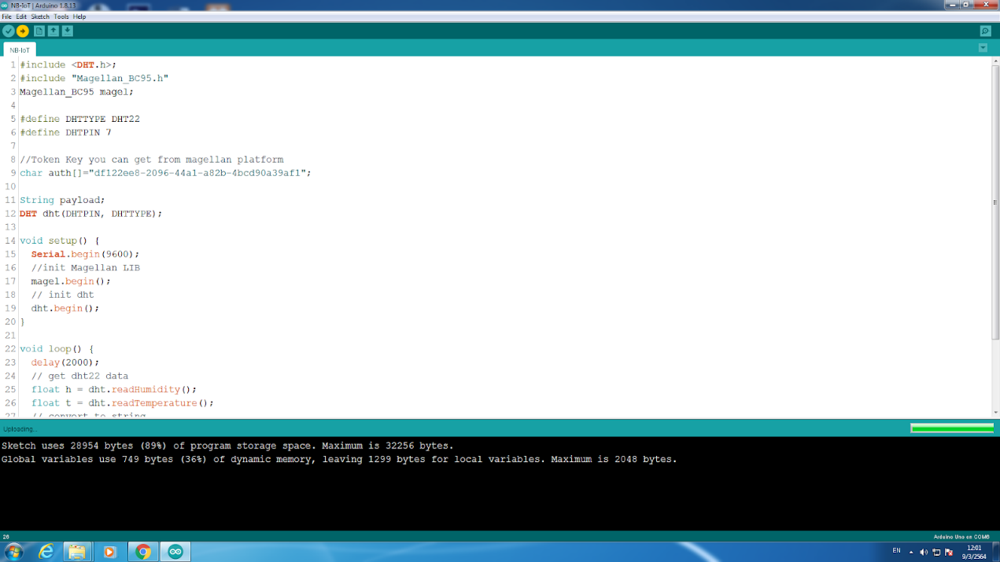 NB-IoT | Arduino 1.8.13
File Edit Sketch Tools Help
NB-IoT
1 #include <DHT.h>;
2 #include "Magellan_BC95.h"
3 Magellan_BC95 magel;
4
5 #define DHTTYPE DHT22
6 #define DHTPIN 7
7
8 //Token Key you can get from magellan platform
9 char auth[]="df122ee8-2096-44a1-a82b-4bcd90a39af1";
10
11 String payload;
12 DHT dht(DHTPIN, DHTTYPE);
13
14 void setup() {
15 Serial.begin(9600);
16 //init Magellan LIB
17 magel.begin();
18 // init dht
19 dht.begin();
20 }
21
22 void loop() {
23 delay(2000);
24 // get dht22 data
25 float h = dht.readHumidity();
26 float t = dht.readTemperature();
27 // convert to string
Uploading...
Sketch uses 28954 bytes (89%) of program storage space. Maximum is 32256 bytes.
Global variables use 749 bytes (36%) of dynamic memory, leaving 1299 bytes for local variables. Maximum is 2048 bytes.
26 Arduino Uno on COM6
EN 12:01
9/3/2564